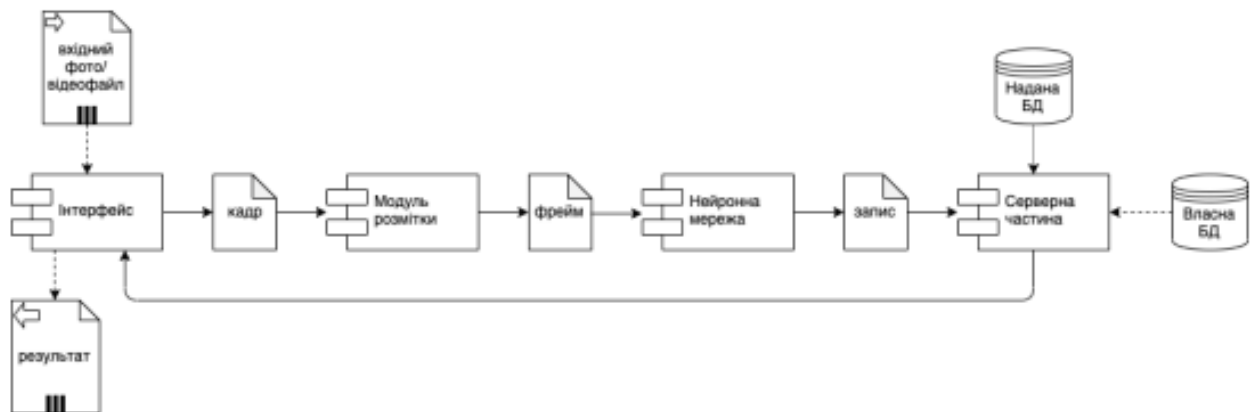 вхідний
фото/
відеофайл
Надана
БД
Інтерфейс
кадр
Модуль
розмітки
фрейм
Нейронна
мережа
запис
Серверна
частина
Власна
БД
результат